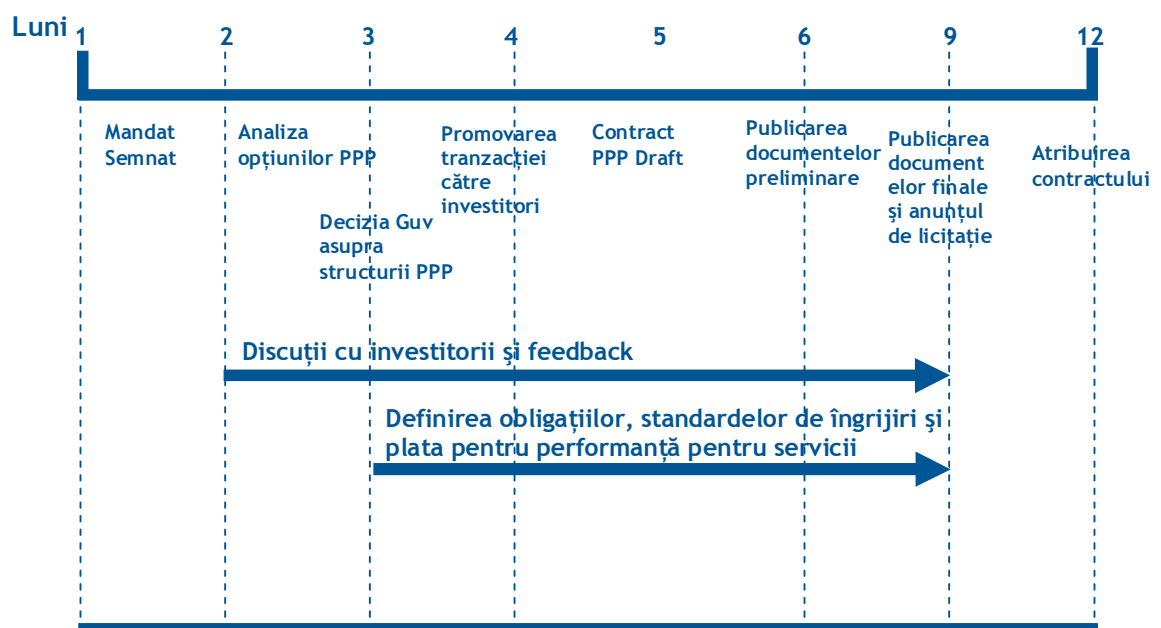 Luni 1 2 3 4 5 6 9 12
Mandat
Semnat
Analiza
opțiunilor PPP
Decizia Guv
asupra
structurii PPP
Promovarea
tranzacției
către
investitori
Contract
PPP Draft
Publicarea
documentelor
preliminare
Publicarea
document
elor finale
şi anunțul
de licitație
Atribuirea
contractului
Discuții cu investitorii şi feedback
Definirea obligațiilor, standardelor de îngrijiri şi
plata pentru performanță pentru servicii